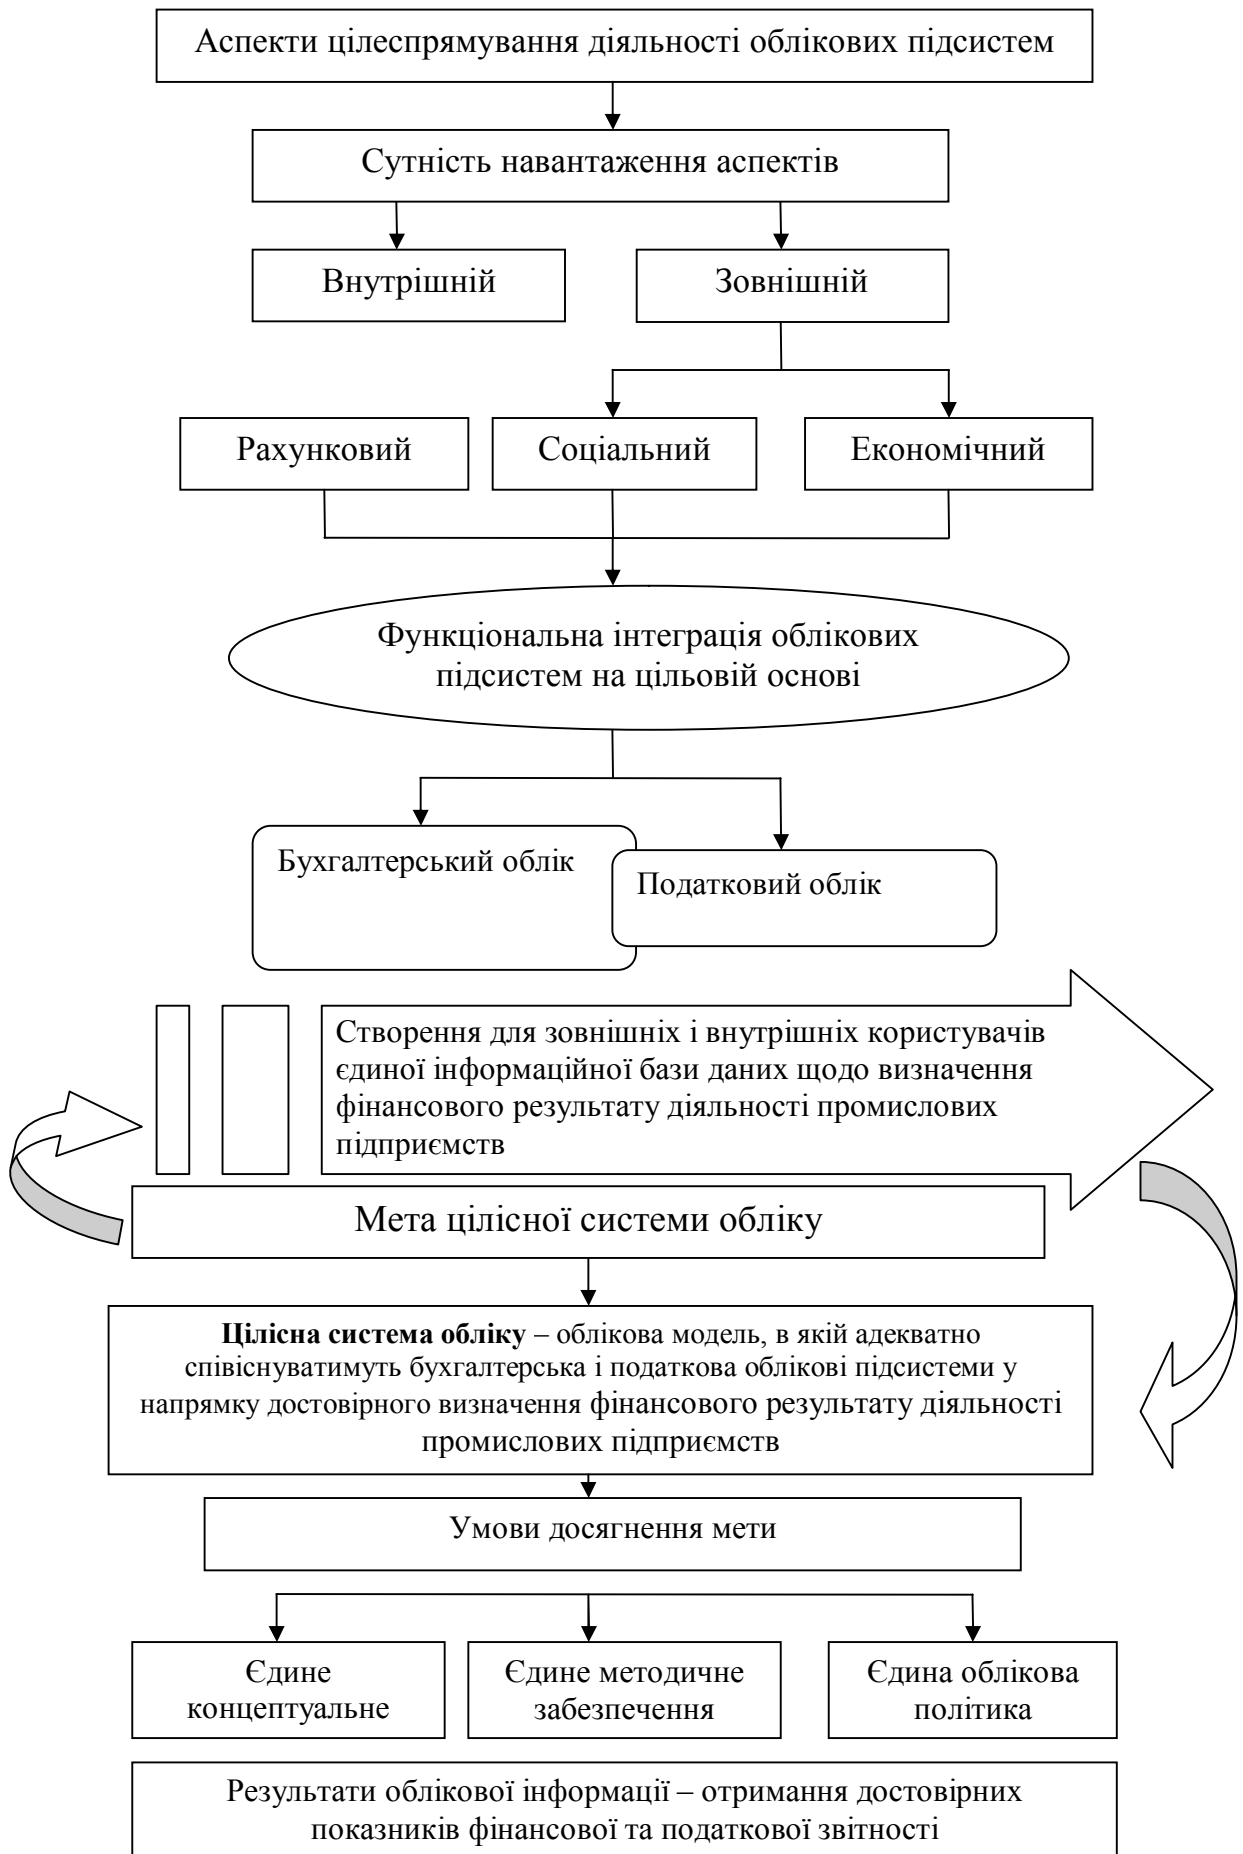 Аспекти цілеспрямування діяльності облікових підсистем
Сутність навантаження аспектів
Внутрішній
Зовнішній
Рахунковий
Соціальний
Економічний
Функціональна інтеграція облікових
підсистем на цільовій основі
Бухгалтерський облік
Податковий облік
Створення для зовнішніх і внутрішніх користувачів
єдиної інформаційної бази даних щодо визначення
фінансового результату діяльності промислових
підприємств
Мета цілісної системи обліку
Цілісна система обліку – облікова модель, в якій адекватно
співіснуватимуть бухгалтерська і податкова облікові підсистеми у
напрямку достовірного визначення фінансового результату діяльності
промислових підприємств
Умови досягнення мети
Єдине
концептуальне
Єдине методичне
забезпечення
Єдина облікова
політика
Результати облікової інформації – отримання достовірних
показників фінансової та податкової звітності